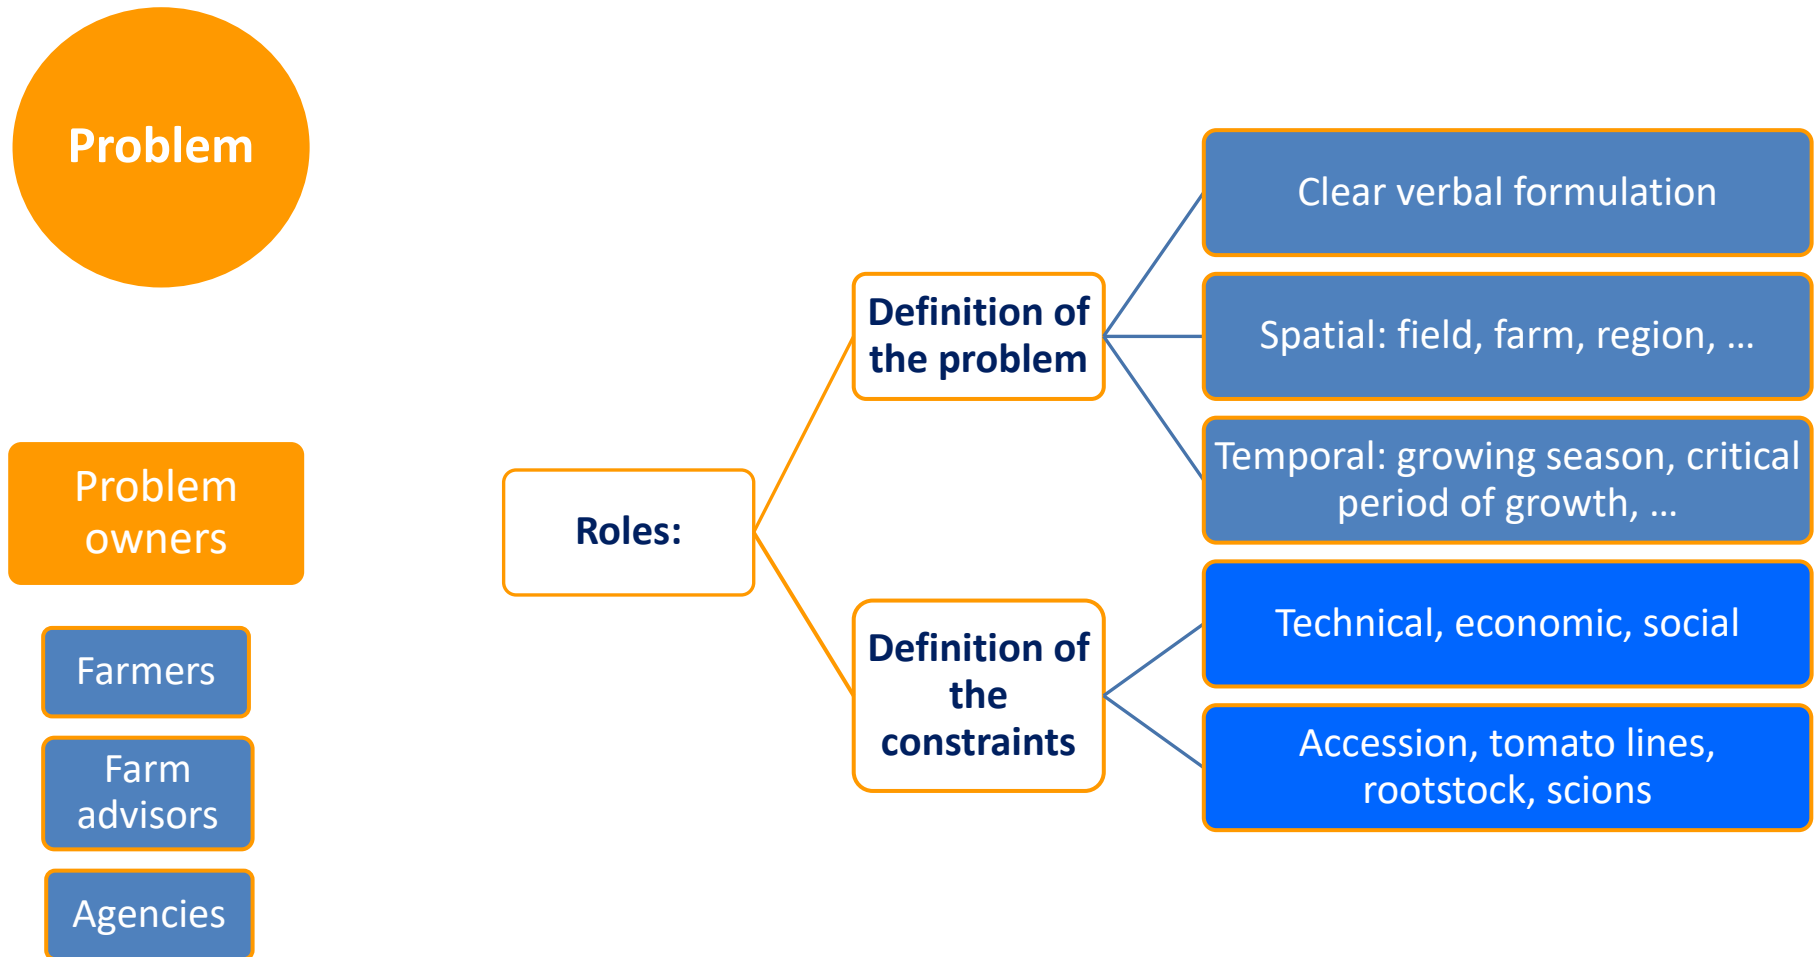 Problem
Problem
owners
Farmers
Farm
advisors
Agencies
Roles:
Definition of
the problem
Clear verbal formulation
Spatial: field, farm, region, …
Temporal: growing season, critical
period of growth, …
Definition of
the
constraints
Technical, economic, social
Accession, tomato lines,
rootstock, scions